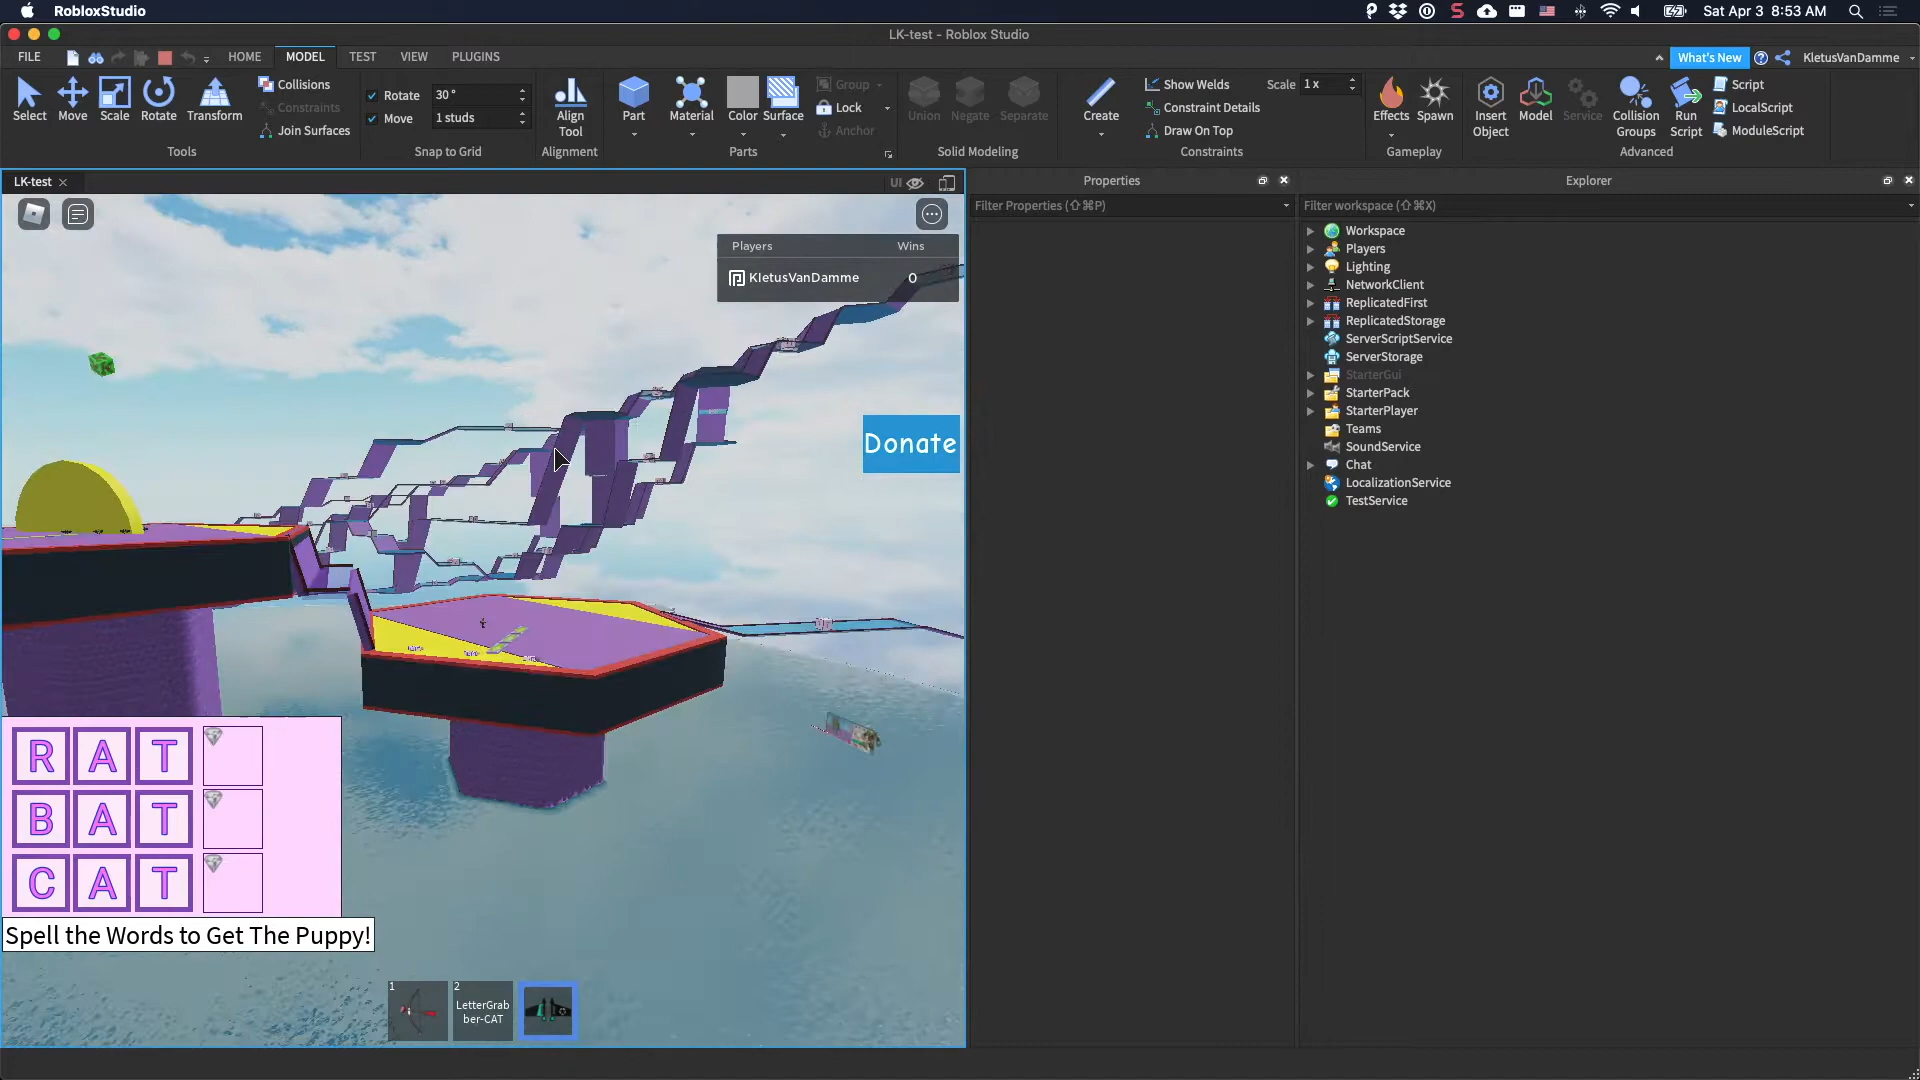 RobloxStudio
Sat Apr 3 8:53 AM
LK-test - Roblox Studio
FILE
HOME
MODEL
TEST
VIEW
PLUGINS
What's New
KletusVanDamme
Select
Move
Scale
Rotate
Transform
Collisions
Constraints
Join Surfaces
Tools
Rotate
30 °
Move
1 studs
Snap to Grid
Align
Tool
Alignment
Part
Material
Color
Surface
Group
Lock
Anchor
Parts
Union
Negate
Separate
Solid Modeling
Create
Show Welds
Scale
1 x
Constraint Details
Draw On Top
Constraints
Effects
Spawn
Gameplay
Insert
Object
Model
Service
Collision
Groups
Run
Script
Script
LocalScript
ModuleScript
Advanced
LK-test
UI
Properties
Explorer
Filter Properties (⇧⌘P)
Filter workspace (⇧⌘X)
Players
Wins
KletusVanDamme
0
Donate
Workspace
Players
Lighting
NetworkClient
ReplicatedFirst
ReplicatedStorage
ServerScriptService
ServerStorage
StarterGui
StarterPack
StarterPlayer
Teams
SoundService
Chat
LocalizationService
TestService
R A T
B A T
C A T
Spell the Words to Get The Puppy!
1
2
LetterGrab
ber-CAT